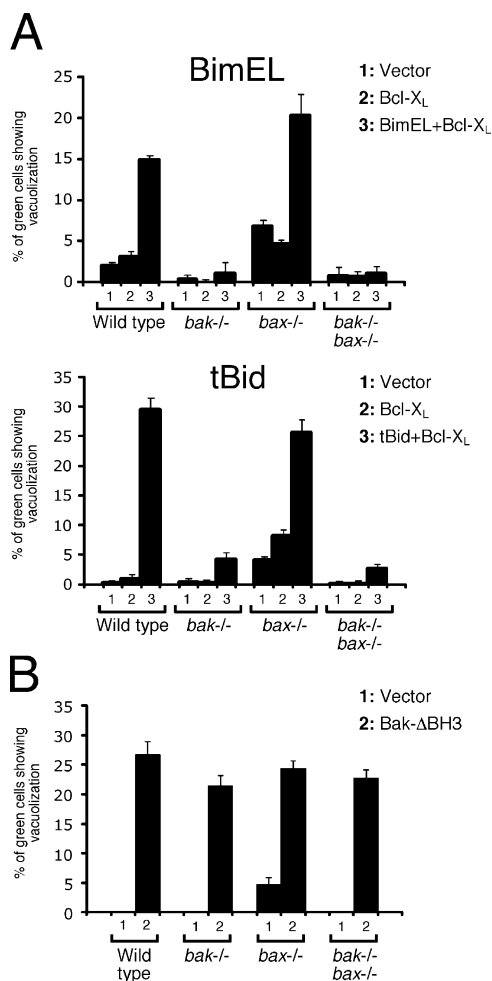 A
BimEL
1: Vector
2: Bcl-XL
3: BimEL+Bcl-XL
% of green cells showing
vacuolization
25
20
15
10
5
0
1 2 3 1 2 3 1 2 3 1 2 3
Wild type bak-/- bax-/- bak-/-
bax-/-
tBid
1: Vector
2: Bcl-XL
3: tBid+Bcl-XL
% of green cells showing
vacuolization
35
30
25
20
15
10
5
0
1 2 3 1 2 3 1 2 3 1 2 3
Wild type bak-/- bax-/- bak-/-
bax-/-
B
1: Vector
2: Bak-ΔBH3
% of green cells showing
vacuolization
35
30
25
20
15
10
5
0
1 2 1 2 1 2 1 2
Wild bak-/- bax-/- bak-/-
type bax-/-